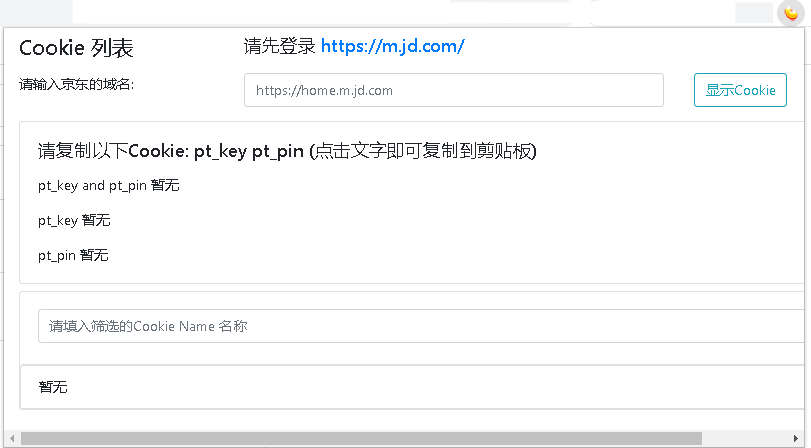 Cookie 列表
请先登录 https://m.jd.com/
请输入京东的域名:
https://home.m.jd.com
显示Cookie
请复制以下Cookie: pt_key pt_pin (点击文字即可复制到剪贴板)
pt_key and pt_pin 暂无
pt_key 暂无
pt_pin 暂无
请填入筛选的Cookie Name 名称
暂无